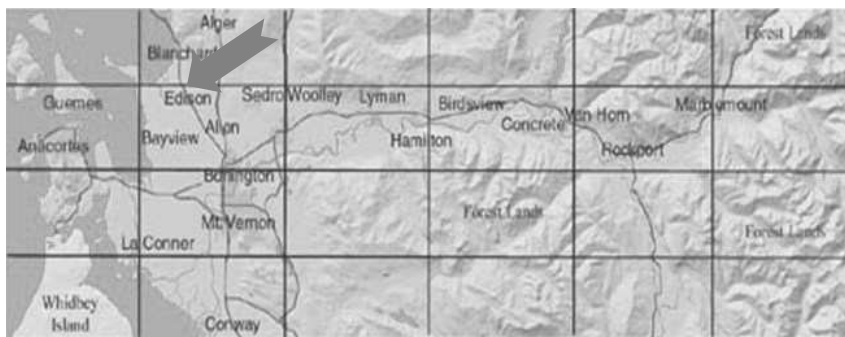 Alger
Forest Lands
Blanchard
Edison
Sedro Woolley
Lyman
Birdsview
Guemes
Marblemount
Concrete
Van Horn
Bayview
Allen
Hamilton
Anacortes
Rockport
Burlington
Forest Lands
Mt. Vernon
Forest Lands
La Conner
Whidbey
Island
Conway